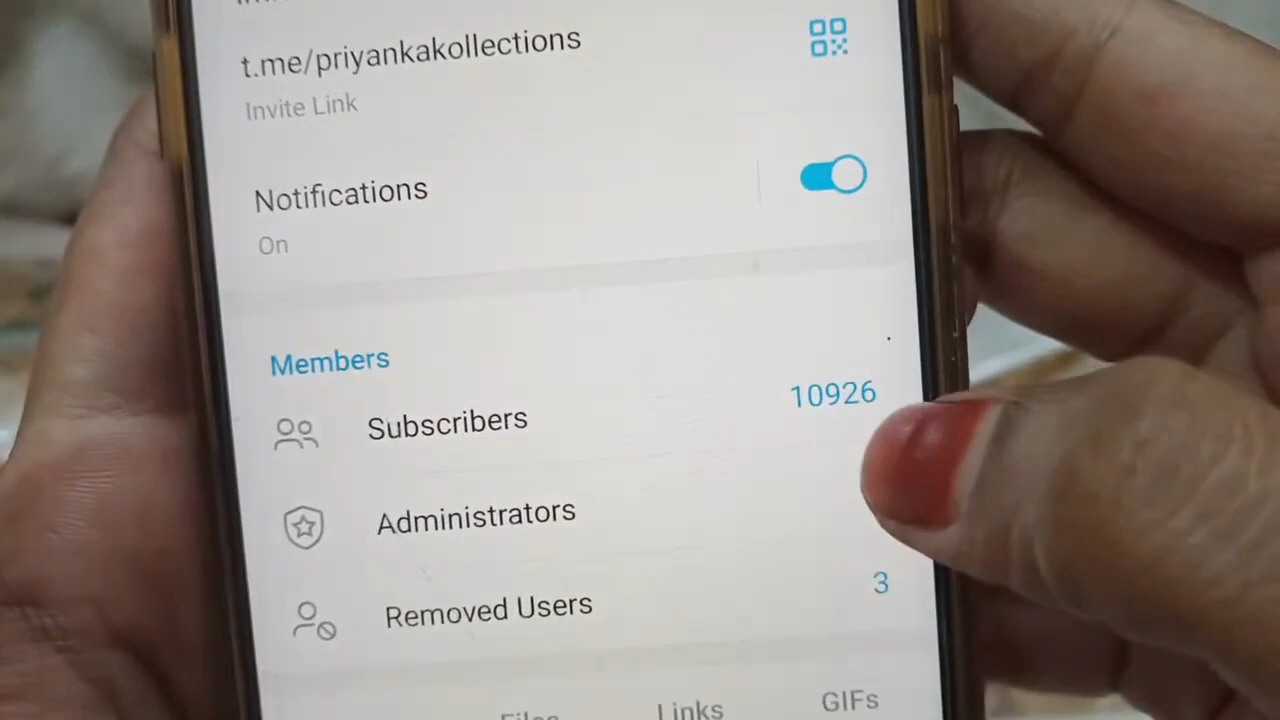 t.me/priyankakollections
Invite Link
Notifications
On
Members
Subscribers 10926
Administrators
Removed Users 3
Links GIFs